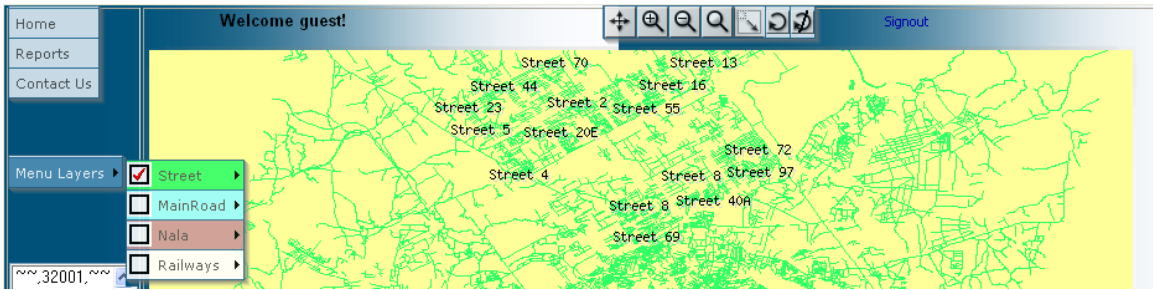 Home
Reports
Contact Us
Welcome guest!
Signout
Street 70
Street 13
Street 44
Street 16
Street 23
Street 2
Street 55
Street 5
Street 20E
Street 72
Street 4
Street 8
Street 97
Street 8
Street 40A
Street 69
Menu Layers
Street
MainRoad
Nala
Railways
~~,32001,~~